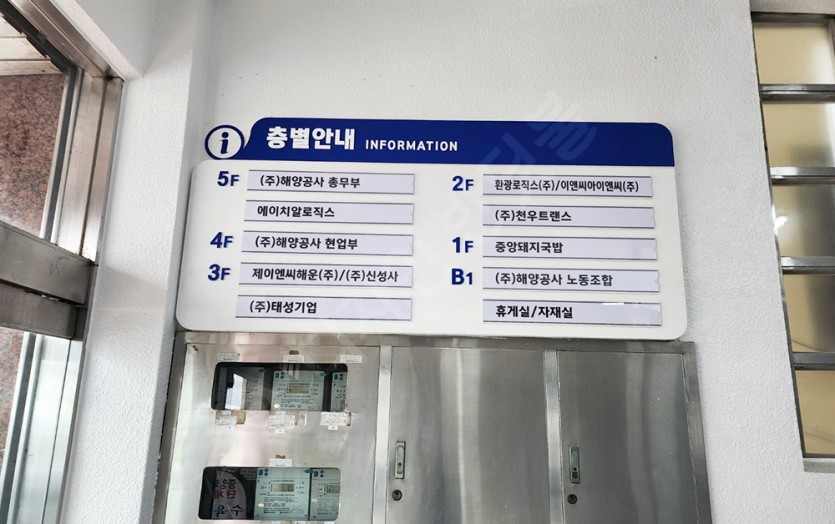 층별안내 INFORMATION
5F (주)해양공사 총무부
에이치알로직스
4F (주)해양공사 현업부
3F 제이엔씨해운(주)/(주)신성사
(주)태성기업
2F 환광로직스(주)/이앤씨아이앤씨(주)
(주)천우트랜스
1F 중앙돼지국밥
B1 (주)해양공사 노동조합
휴게실/자재실